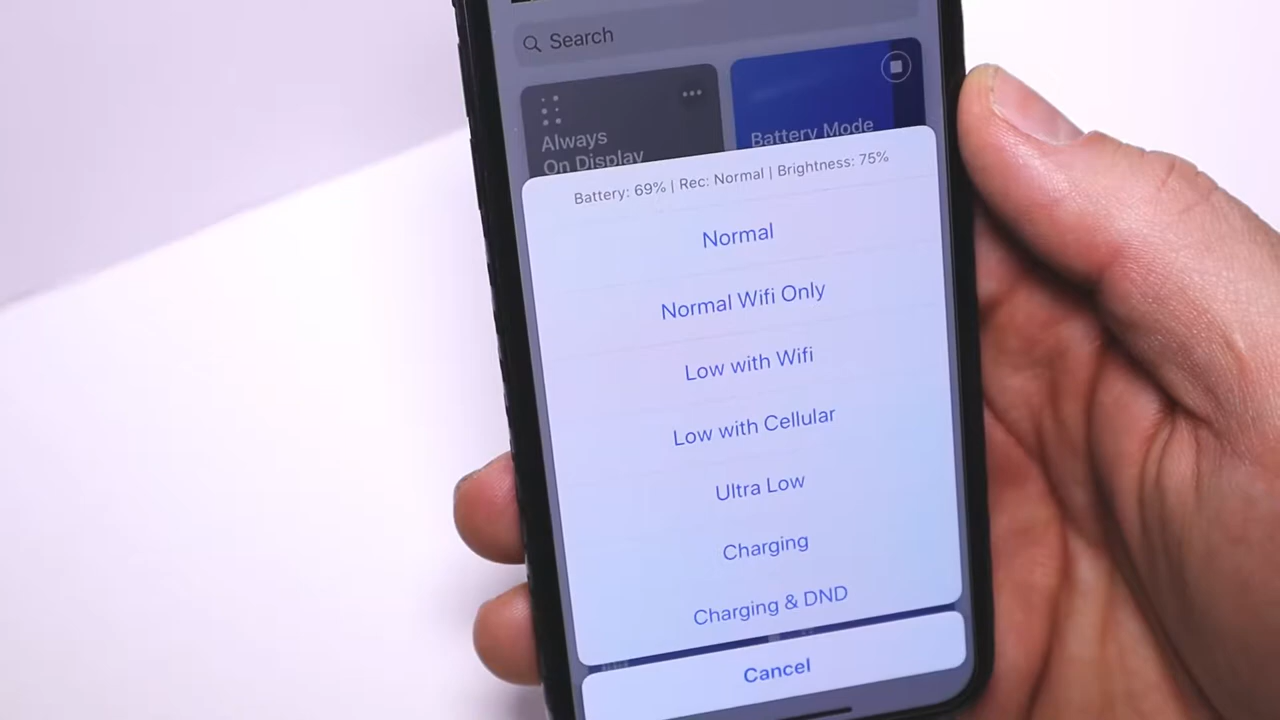 Search
Always
On Display
Battery Mode
Battery: 69% | Rec: Normal | Brightness: 75%
Normal
Normal Wifi Only
Low with Wifi
Low with Cellular
Ultra Low
Charging
Charging & DND
Cancel